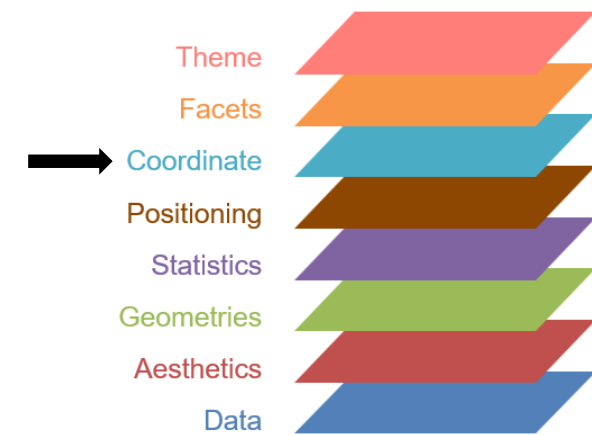 Theme
Facets
Coordinate
Positioning
Statistics
Geometries
Aesthetics
Data